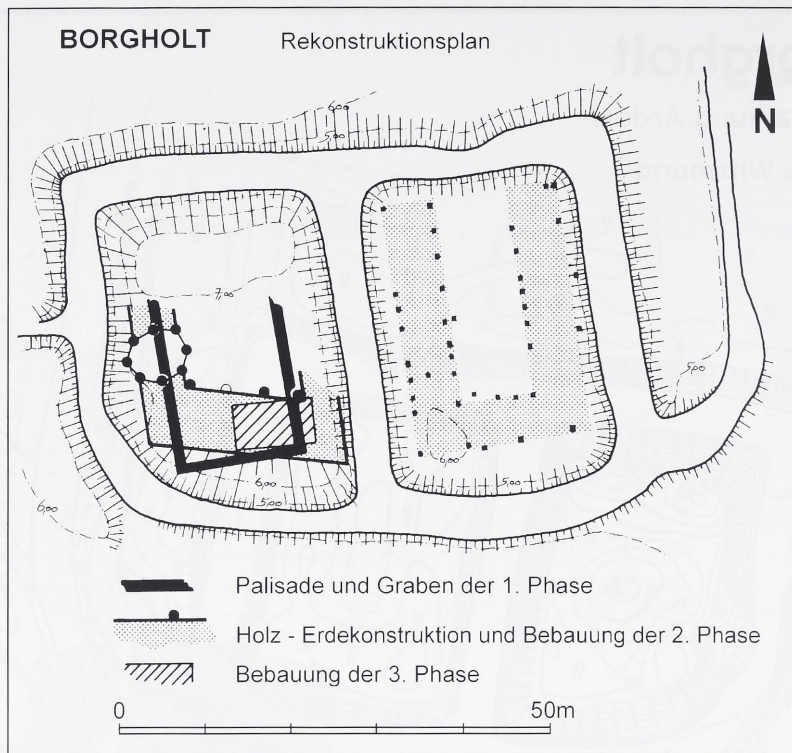 BORGHOLT Rekonstruktionsplan
N
6,00
5,00
7,00
5,00
6,00
6,00
5,00
6,00
5,00
Palisade und Graben der 1. Phase
Holz - Erdekonstruktion und Bebauung der 2. Phase
Bebauung der 3. Phase
0 50m